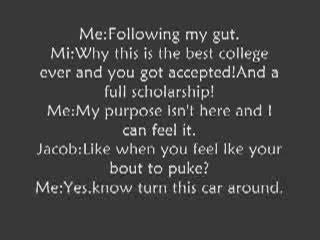 Me:Following my gut.
Mi:Why this is the best college
ever and you got accepted!And a
full scholarship!
Me:My purpose isn't here and I
can feel it.
Jacob:Like when you feel lke your
bout to puke?
Me:Yes.know turn this car around.